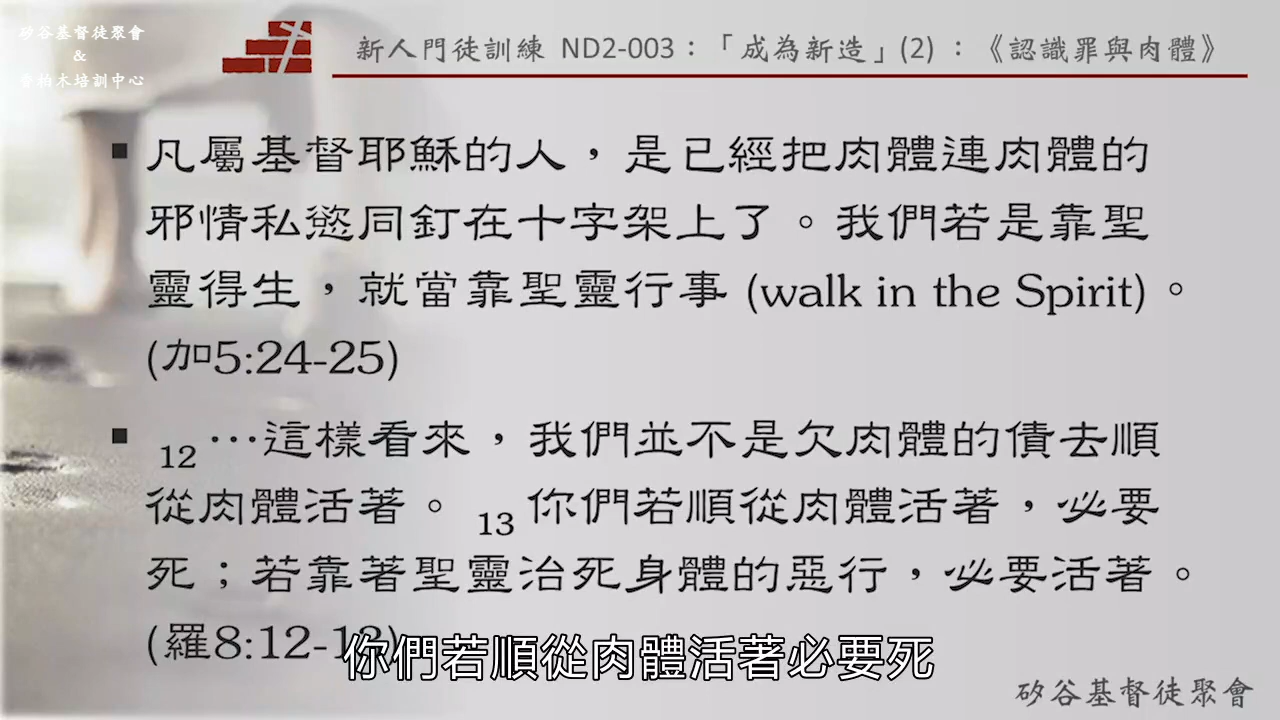 矽谷基督徒聚會
&
香柏木培訓中心
新人門徒訓練 ND2-003：「成為新造」(2) ：《認識罪與肉體》
▪ 凡屬基督耶穌的人，是已經把肉體連肉體的
邪情私慾同釘在十字架上了。我們若是靠聖
靈得生，就當靠聖靈行事 (walk in the Spirit)。
(加5:24-25)
▪ 12 …這樣看來，我們並不是欠肉體的債去順
從肉體活著。 13 你們若順從肉體活著，必要
死；若靠著聖靈治死身體的惡行，必要活著。
(羅8:12-13)
你們若順從肉體活著必要死
矽谷基督徒聚會